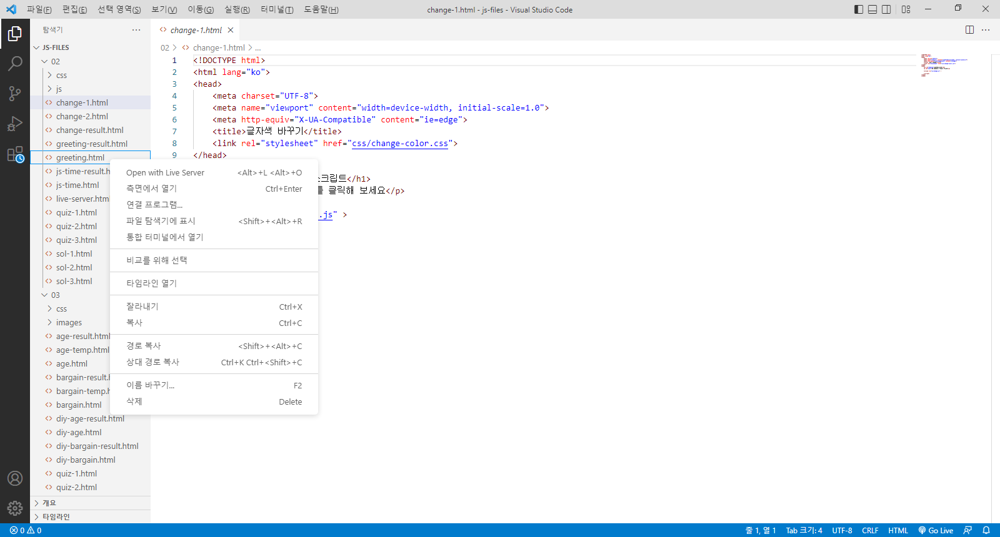 파일(F) 편집(E) 선택 영역(S) 보기(V) 이동(G) 실행(R) 터미널(T) 도움말(H) change-1.html - js-files - Visual Studio Code
탐색기
JS-FILES
02
css
js
change-1.html
change-2.html
change-result.html
greeting-result.html
greeting.html
js-time-result.h
js-time.html
live-server.html
quiz-1.html
quiz-2.html
quiz-3.html
sol-1.html
sol-2.html
sol-3.html
03
css
images
age-result.html
age-temp.html
age.html
bargain-result.h
bargain-temp.h
bargain.html
diy-age-result.html
diy-age.html
diy-bargain-result.html
diy-bargain.html
quiz-1.html
quiz-2.html
개요
타임라인
change-1.html
02 > change-1.html > ...
1 <!DOCTYPE html>
2 <html lang="ko">
3 <head>
4 <meta charset="UTF-8">
5 <meta name="viewport" content="width=device-width, initial-scale=1.0">
6 <meta http-equiv="X-UA-Compatible" content="ie=edge">
7 <title>글자색 바꾸기</title>
8 <link rel="stylesheet" href="css/change-color.css">
9 </head>
스크립트</h1>
를 클릭해 보세요</p>
.js" >
Open with Live Server <Alt>+L <Alt>+O
측면에서 열기 Ctrl+Enter
연결 프로그램...
파일 탐색기에 표시 <Shift>+<Alt>+R
통합 터미널에서 열기
비교를 위해 선택
타임라인 열기
잘라내기 Ctrl+X
복사 Ctrl+C
경로 복사 <Shift>+<Alt>+C
상대 경로 복사 Ctrl+K Ctrl+<Shift>+C
이름 바꾸기... F2
삭제 Delete
0 0 줄 1, 열 1 Tab 크기: 4 UTF-8 CRLF HTML Go Live